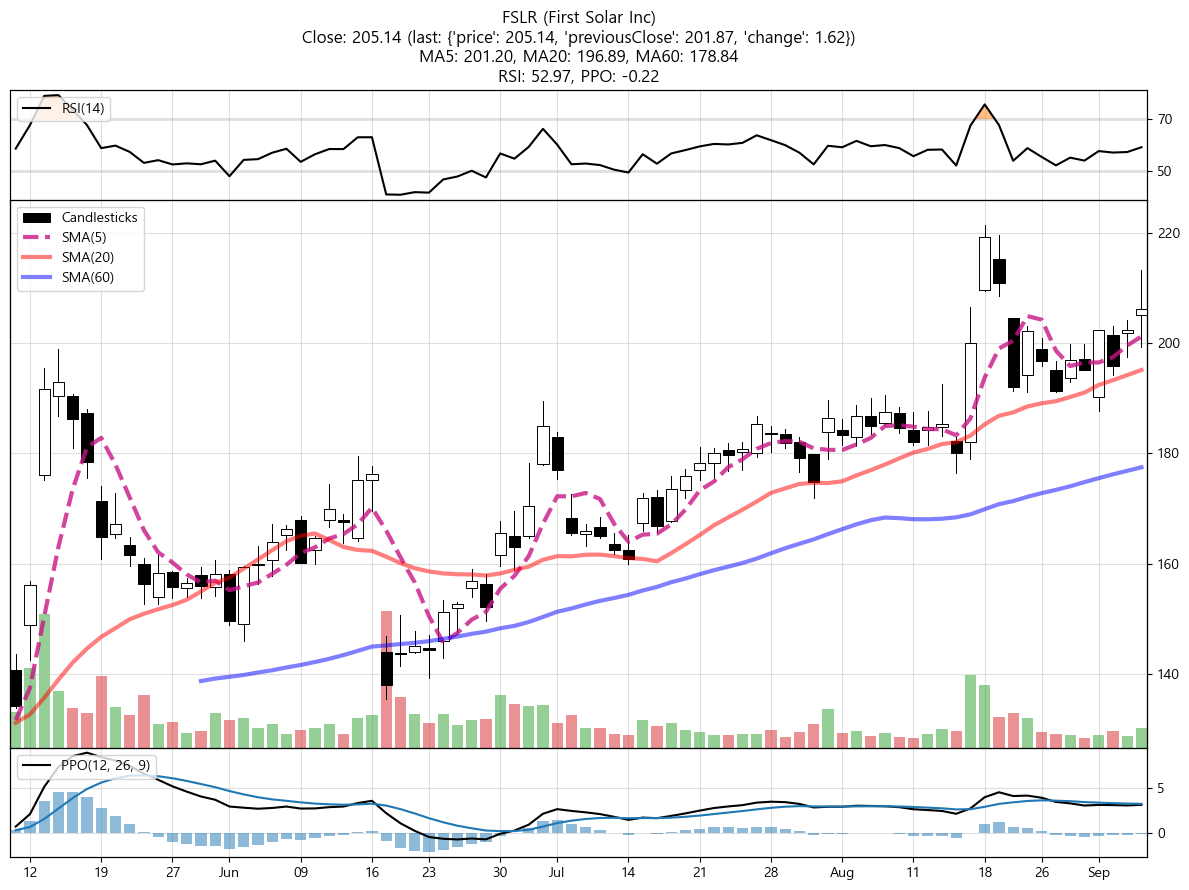 FSLR (First Solar Inc)
Close: 205.14 (last: {'price': 205.14, 'previousClose': 201.87, 'change': 1.62})
MA5: 201.20, MA20: 196.89, MA60: 178.84
RSI: 52.97, PPO: -0.22
RSI(14)
70
50
Candlesticks
SMA(5)
SMA(20)
SMA(60)
220
200
180
160
140
PPO(12, 26, 9)
5
0
12 19 27 Jun 09 16 23 Jul 14 21 28 Aug 11 18 26 Sep